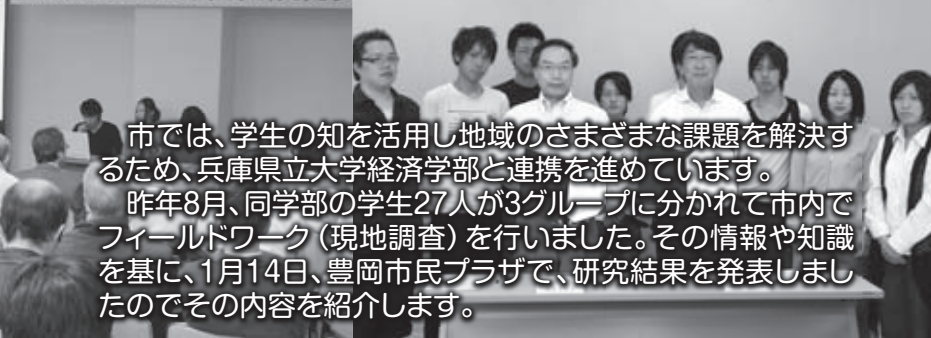 市では、学生の知を活用し地域のさまざまな課題を解決す
るため、兵庫県立大学経済学部と連携を進めています。
　昨年8月、同学部の学生27人が3グループに分かれて市内で
フィールドワーク（現地調査）を行いました。その情報や知識
を基に、1月14日、豊岡市民プラザで、研究結果を発表しまし
たのでその内容を紹介します。